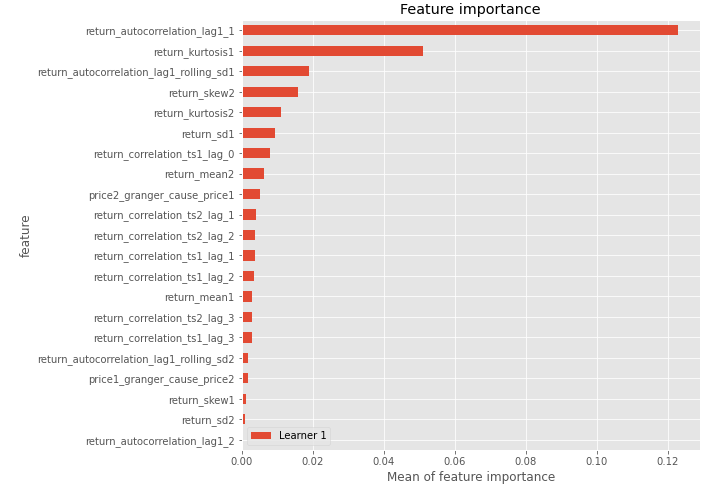 Feature importance
return_autocorrelation_lag1_1
return_kurtosis1
return_autocorrelation_lag1_rolling_sd1
return_skew2
return_kurtosis2
return_sd1
return_correlation_ts1_lag_0
return_mean2
price2_granger_cause_price1
return_correlation_ts2_lag_1
return_correlation_ts2_lag_2
return_correlation_ts1_lag_1
return_correlation_ts1_lag_2
return_mean1
return_correlation_ts2_lag_3
return_correlation_ts1_lag_3
return_autocorrelation_lag1_rolling_sd2
price1_granger_cause_price2
return_skew1
return_sd2
return_autocorrelation_lag1_2
feature
Learner 1
0.00 0.02 0.04 0.06 0.08 0.10 0.12
Mean of feature importance